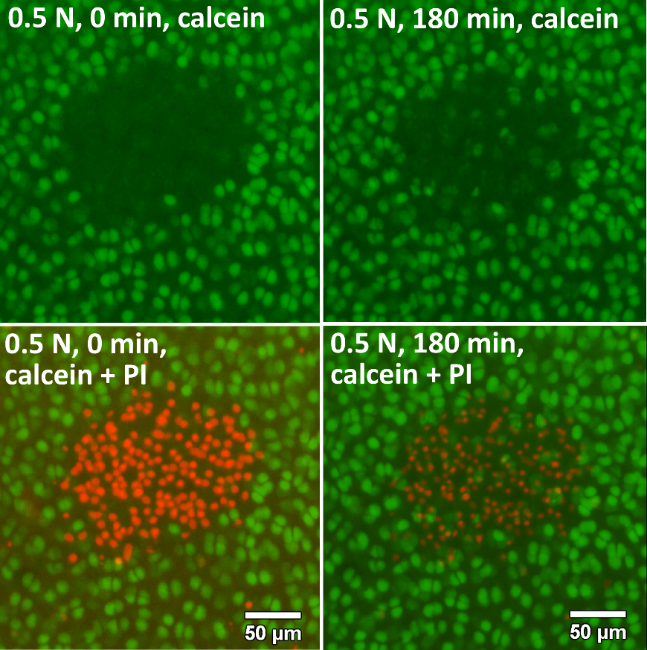 0.5 N, 0 min, calcein
0.5 N, 180 min, calcein
0.5 N, 0 min,
calcein + PI
0.5 N, 180 min,
calcein + PI
50 µm
50 µm